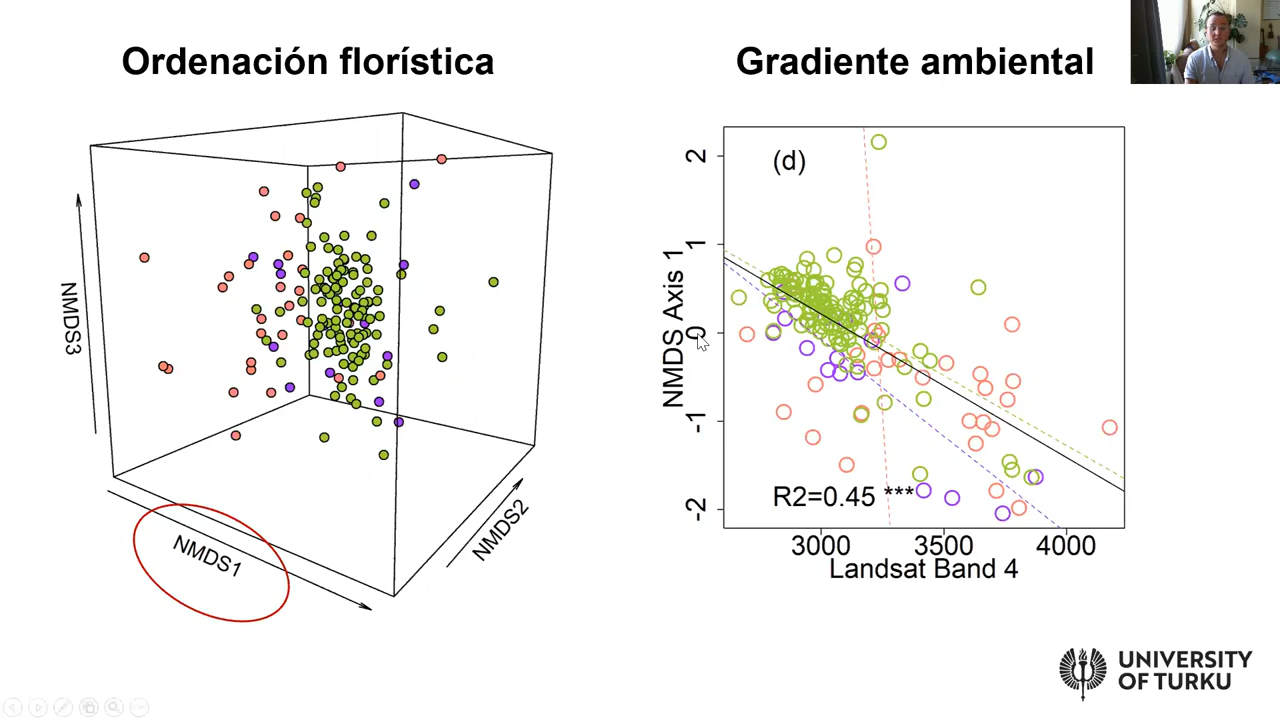 Ordenación florística
Gradiente ambiental
NMDS3
NMDS1
NMDS2
(d)
2
1
0
-1
-2
NMDS Axis 1
R2=0.45 ***
3000 3500 4000
Landsat Band 4
UNIVERSITY
OF TURKU